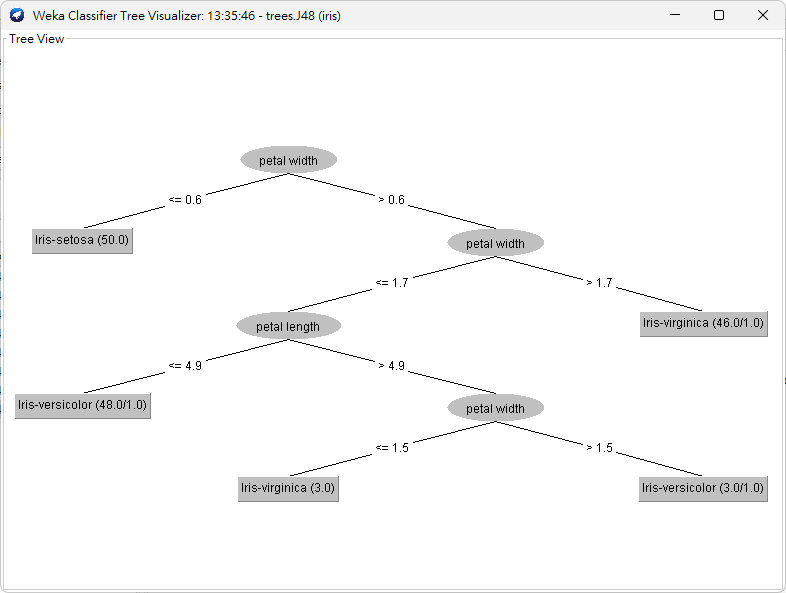 Weka Classifier Tree Visualizer: 13:35:46 - trees.J48 (iris)
Tree View
petal width
<= 0.6
> 0.6
Iris-setosa (50.0)
petal width
<= 1.7
> 1.7
petal length
Iris-virginica (46.0/1.0)
<= 4.9
> 4.9
Iris-versicolor (48.0/1.0)
petal width
<= 1.5
> 1.5
Iris-virginica (3.0)
Iris-versicolor (3.0/1.0)